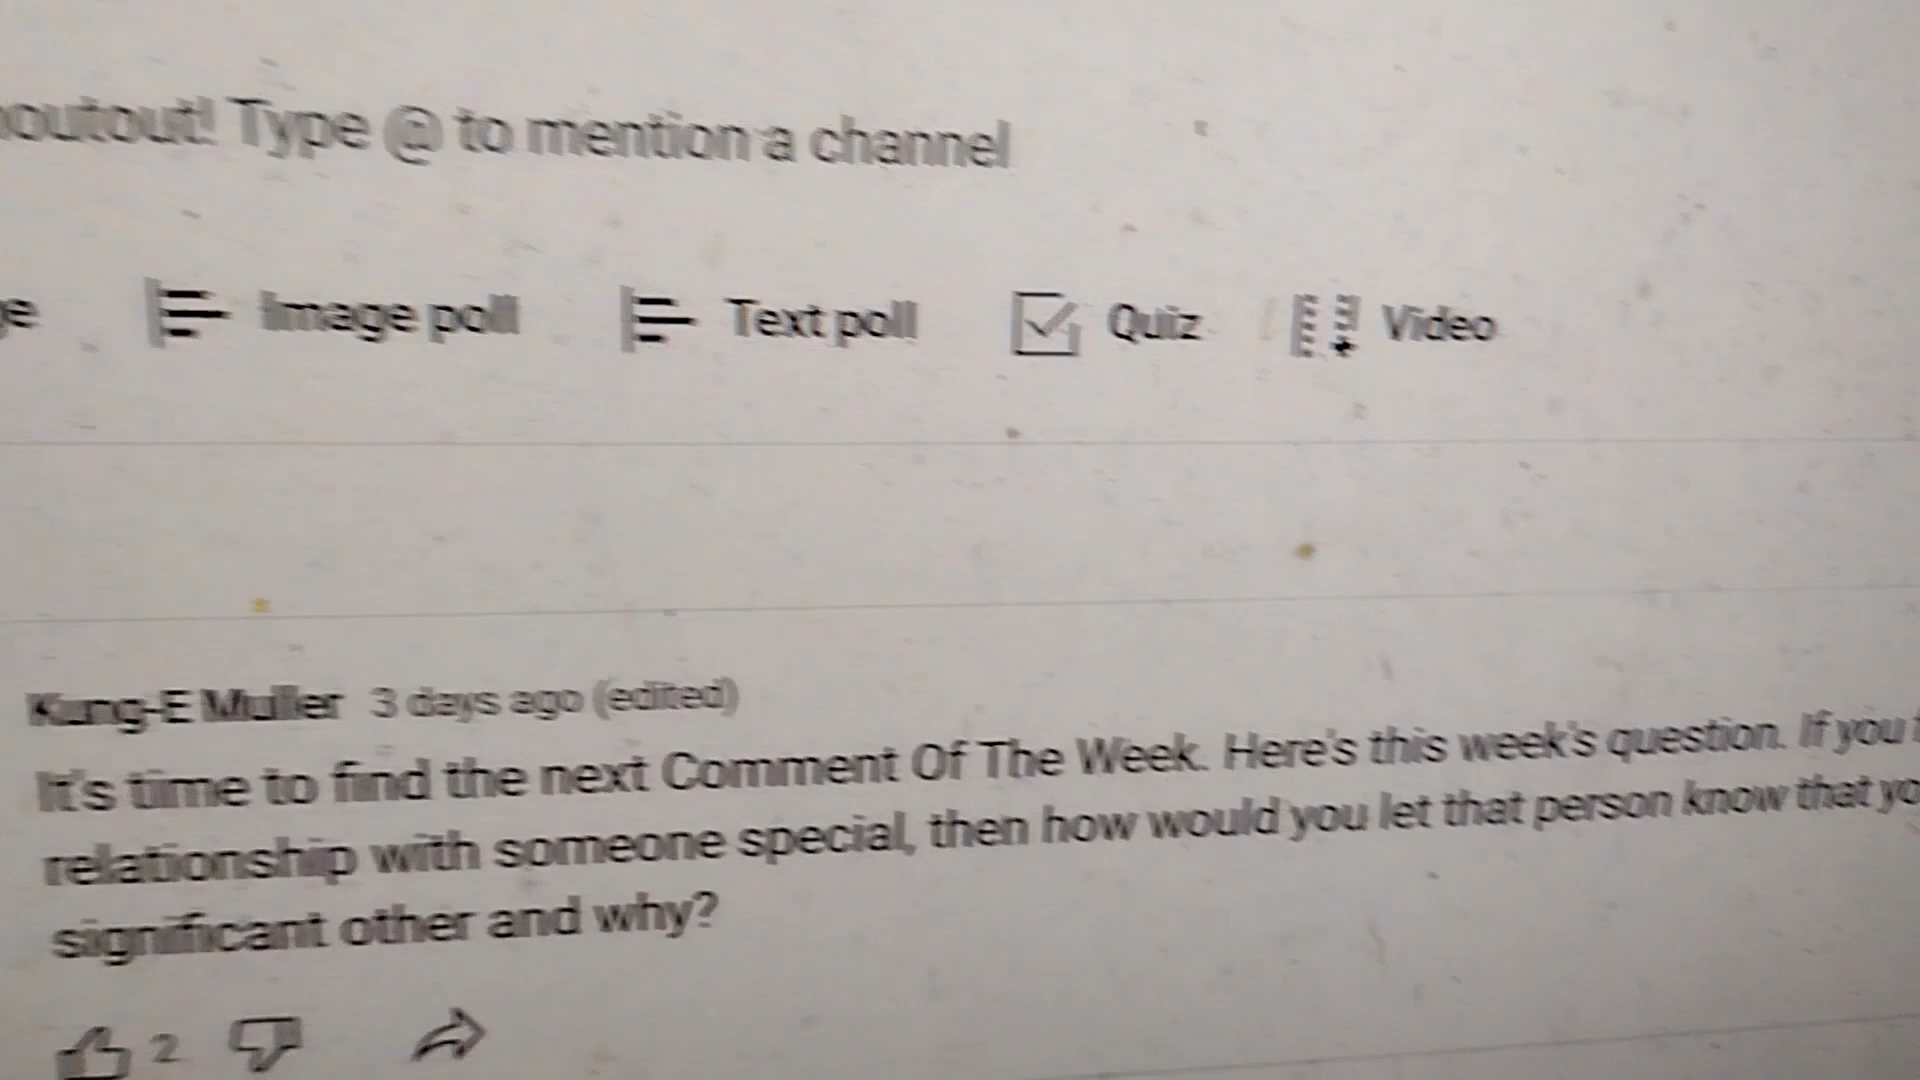 Type @ to mention a channel
Image poll Text poll Quiz Video
Kung-E Muller 3 days ago (edited)
It's time to find the next Comment Of The Week. Here's this week's question. If you
relationship with someone special, then how would you let that person know that
significant other and why?
2